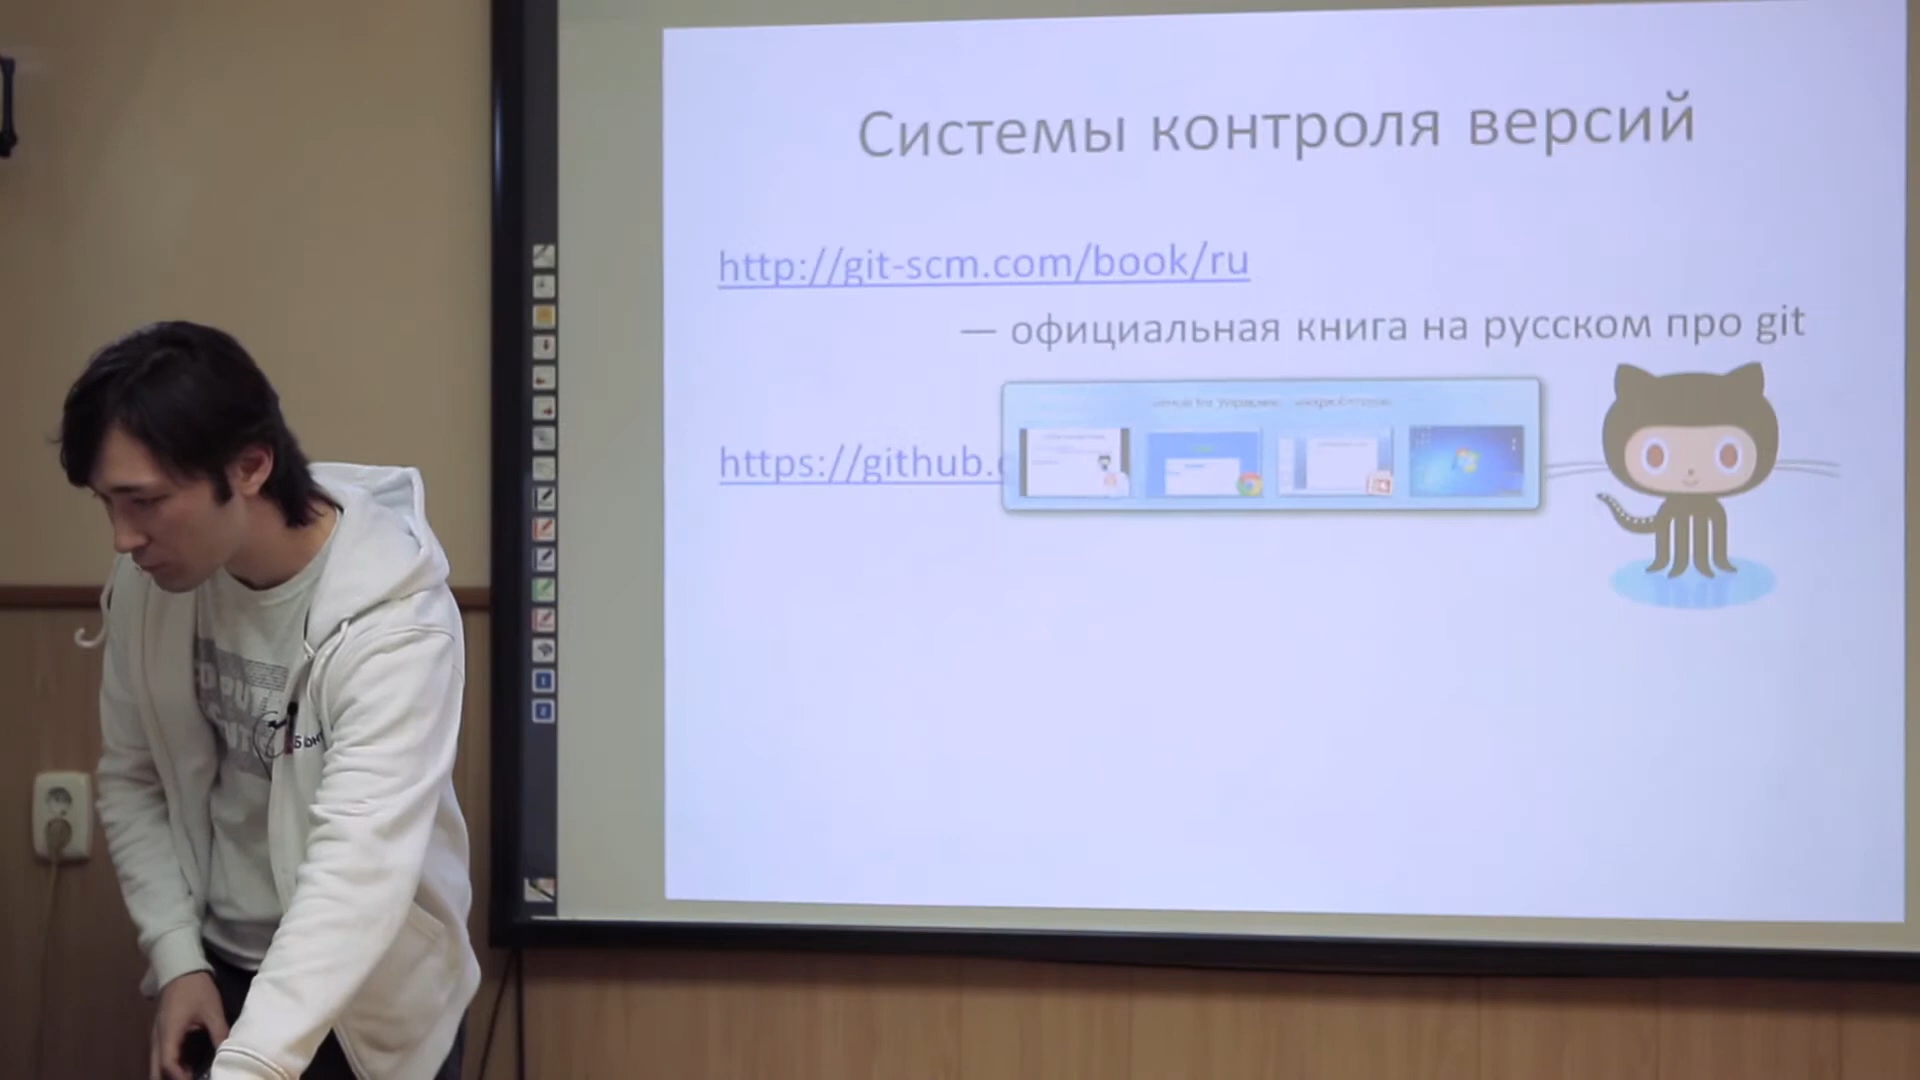 Системы контроля версий
http://git-scm.com/book/ru
— официальная книга на русском про git
https://github.